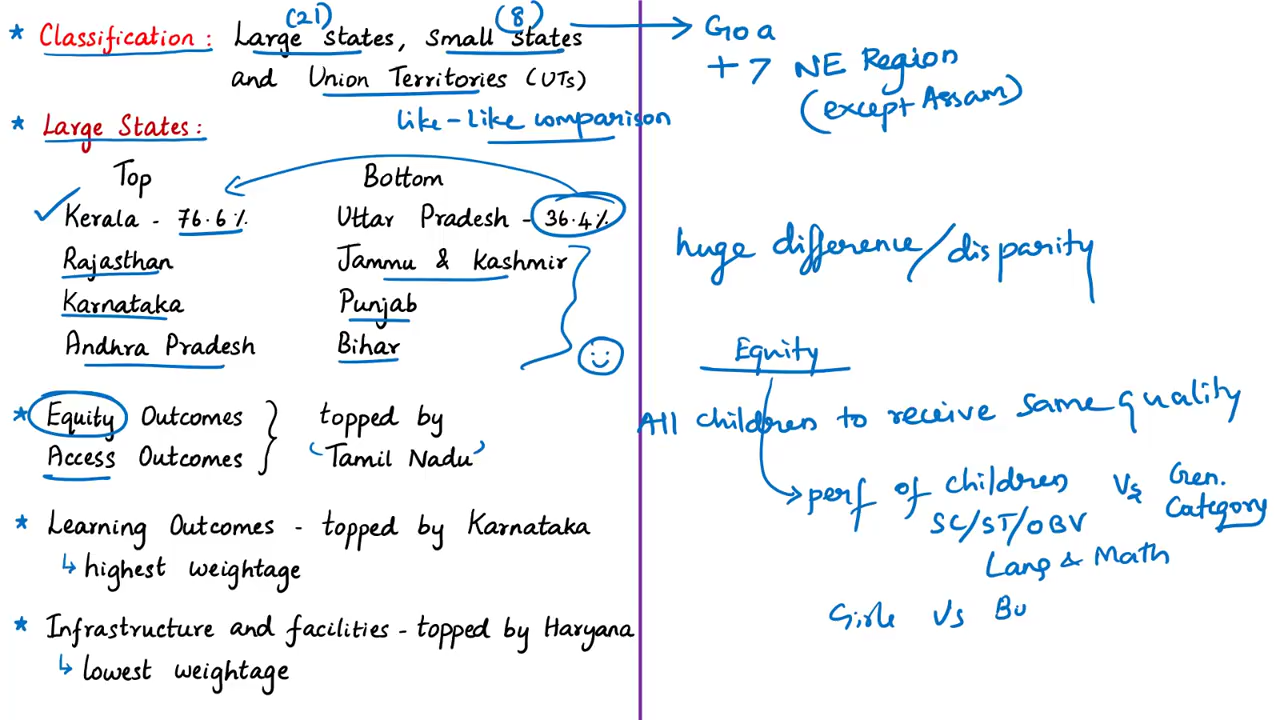 (21) (8)
* Classification: Large states, small states
and Union Territories (UTs)
* Large States: like-like comparison
Top Bottom
Kerala - 76.6% Uttar Pradesh - 36.4%
Rajasthan Jammu & Kashmir
Karnataka Punjab
Andhra Pradesh Bihar
* Equity Outcomes } topped by
Access Outcomes } (Tamil Nadu)
* Learning Outcomes - topped by Karnataka
↳ highest weightage
* Infrastructure and facilities - topped by Haryana
↳ lowest weightage
→ Goa
+ 7 NE Region
(except Assam)
huge difference/disparity
Equity
All children to receive same quality
→ perf of children Vs Gen.
SC/ST/OBV Category
Lang & Math
Girls Vs Bo